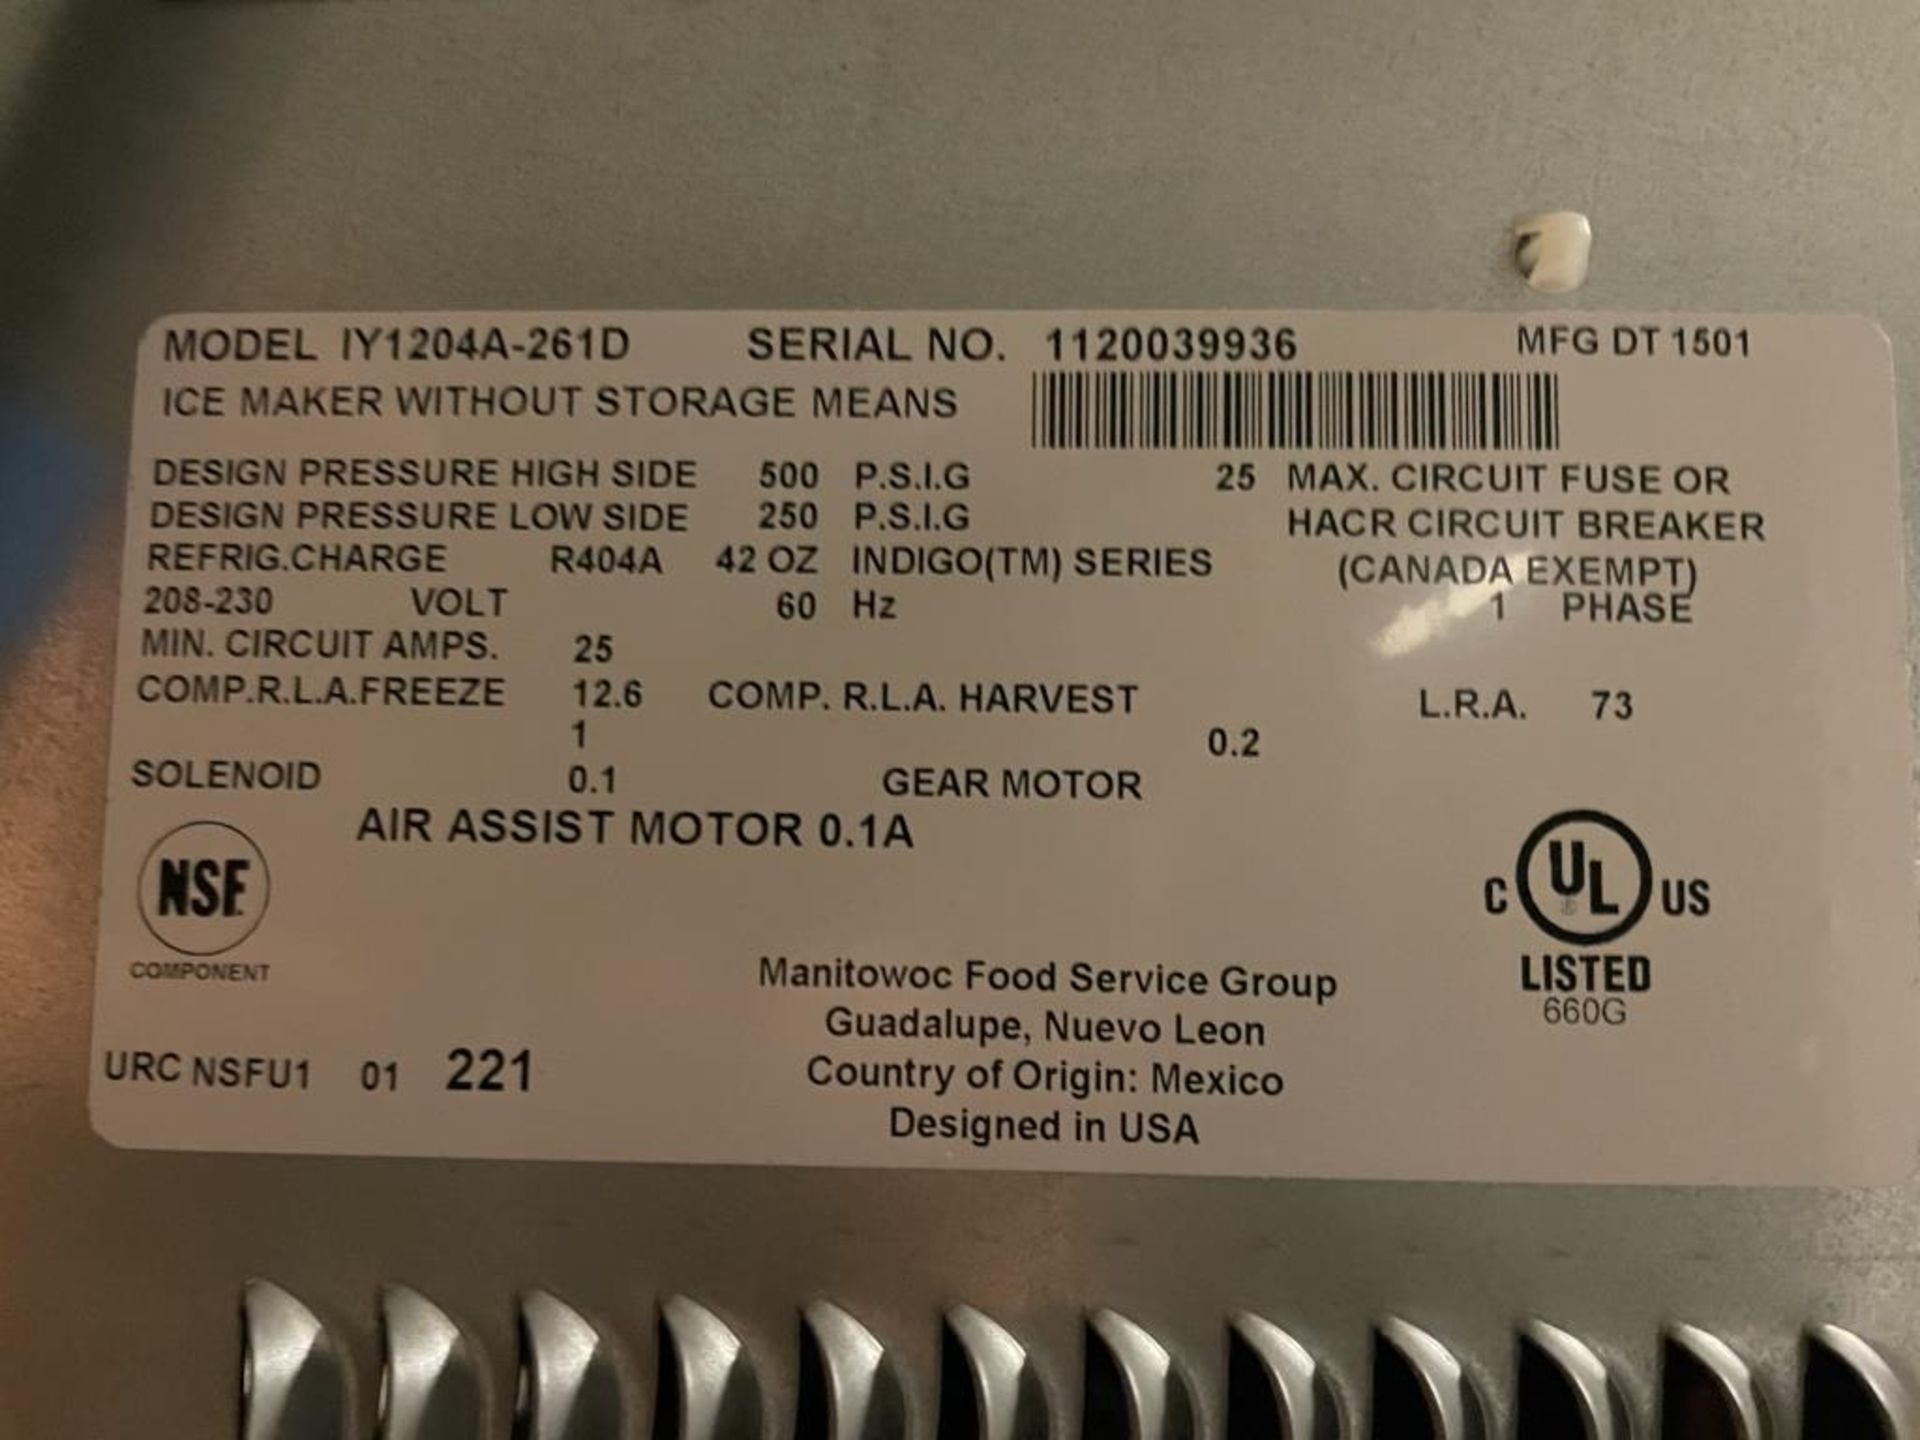 MODEL IY1204A-261D SERIAL NO. 1120039936 MFG DT 1501
ICE MAKER WITHOUT STORAGE MEANS
DESIGN PRESSURE HIGH SIDE 500 P.S.I.G 25 MAX. CIRCUIT FUSE OR
DESIGN PRESSURE LOW SIDE 250 P.S.I.G HACR CIRCUIT BREAKER
REFRIG.CHARGE R404A 42 OZ INDIGO(TM) SERIES (CANADA EXEMPT)
208-230 VOLT 60 Hz 1 PHASE
MIN. CIRCUIT AMPS. 25
COMP.R.L.A.FREEZE 12.6 COMP. R.L.A. HARVEST L.R.A. 73
1 0.2
SOLENOID 0.1 GEAR MOTOR
AIR ASSIST MOTOR 0.1A
NSF
COMPONENT
C UL US
LISTED
660G
Manitowoc Food Service Group
Guadalupe, Nuevo Leon
Country of Origin: Mexico
Designed in USA
URC NSFU1 01 221